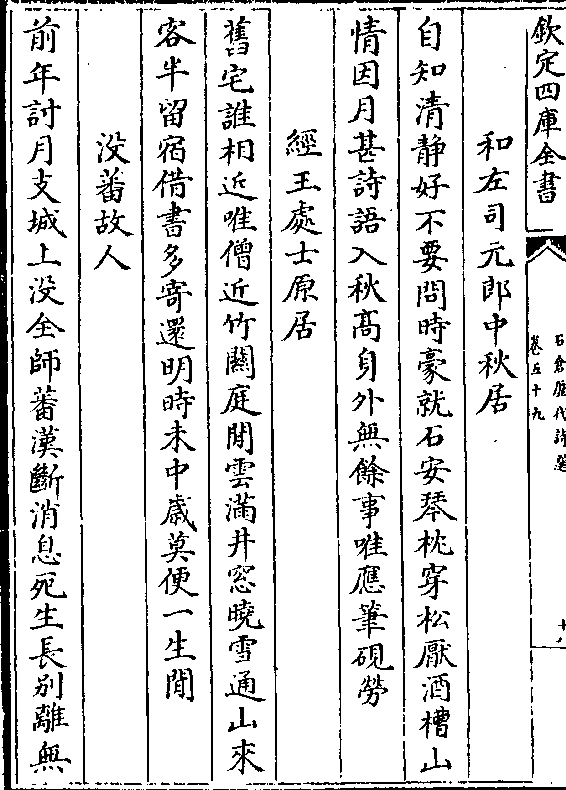 欽定四庫全書
石倉歷代詩選
卷五十九
和左司元郎中秋居
自知清静好不要問時豪就石安琴枕穿松厭酒槽山
情因月甚詩語入秋髙身外無餘事唯應筆硯勞
經王處士原居
舊宅誰相近唯僧近竹闗庭閒雲滿井窓曉雪通山來
客半留宿借書多寄還明時未中嵗莫便一生閒
没蕃故人
前年討月支城上没全師蕃漢斷消息死生長别離無